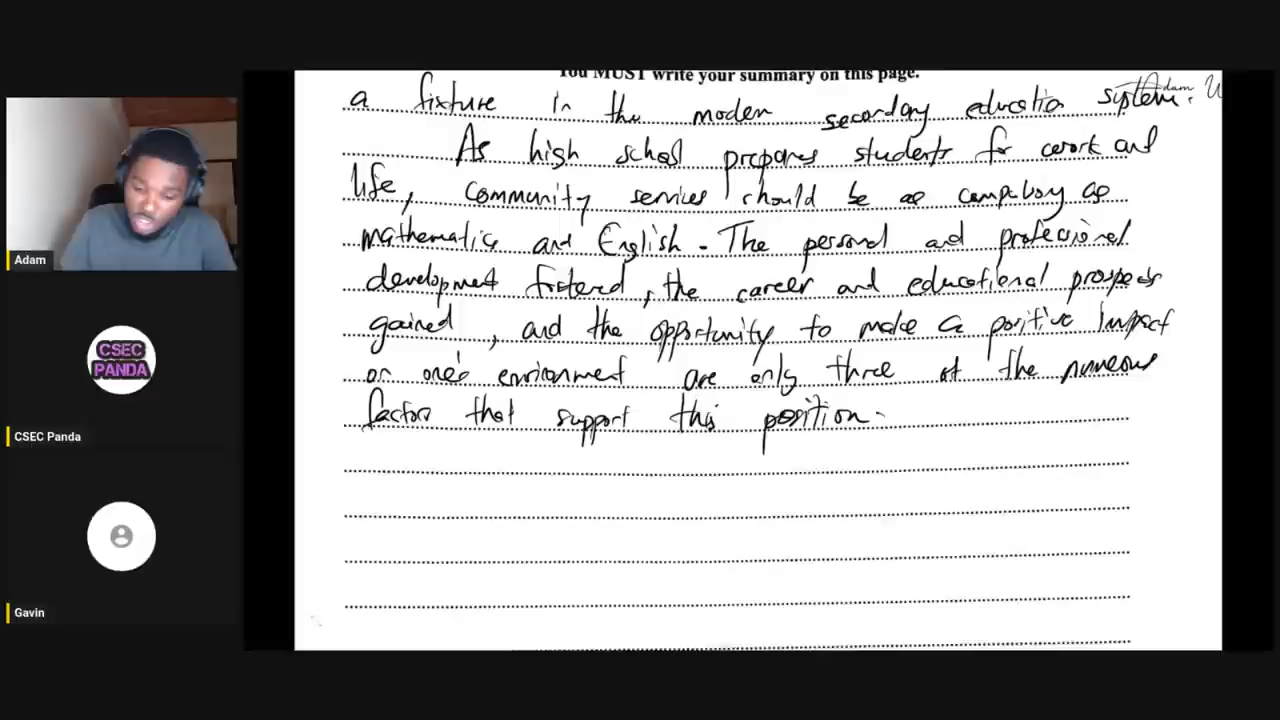 You MUST write your summary on this page.
Adam
a fixture in the modern secondary education system.
As high school prepares students for work and
life, community services should be as compulsory as
mathematics and English. The personal and professional
development fostered, the career and educational prospects
gained, and the opportunity to make a positive impact
on one's environment are only three of the numerous
factors that support this position.
Adam
CSEC
PANDA
CSEC Panda
Gavin